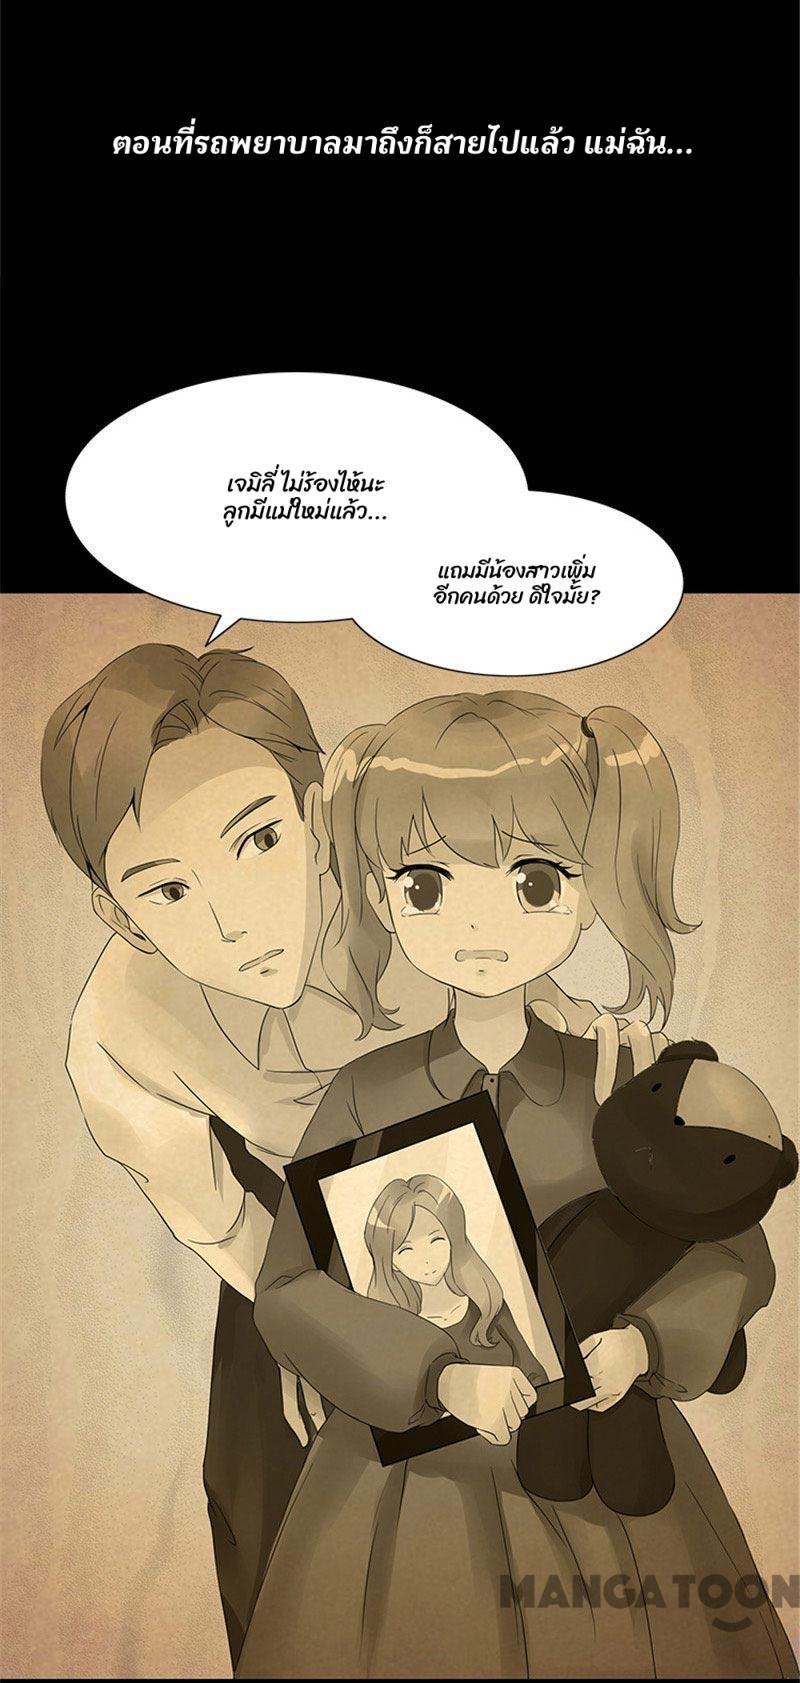 ตอนที่รถพยาบาลมาถึงก็สายไปแล้ว แม่ฉัน...
เจมิลี่ ไม่ร้องไห้นะ
ลูกมีแม่ใหม่แล้ว...
แถมมีน้องสาวเพิ่ม
อีกคนด้วย ดีใจมั้ย?
MANGATOON